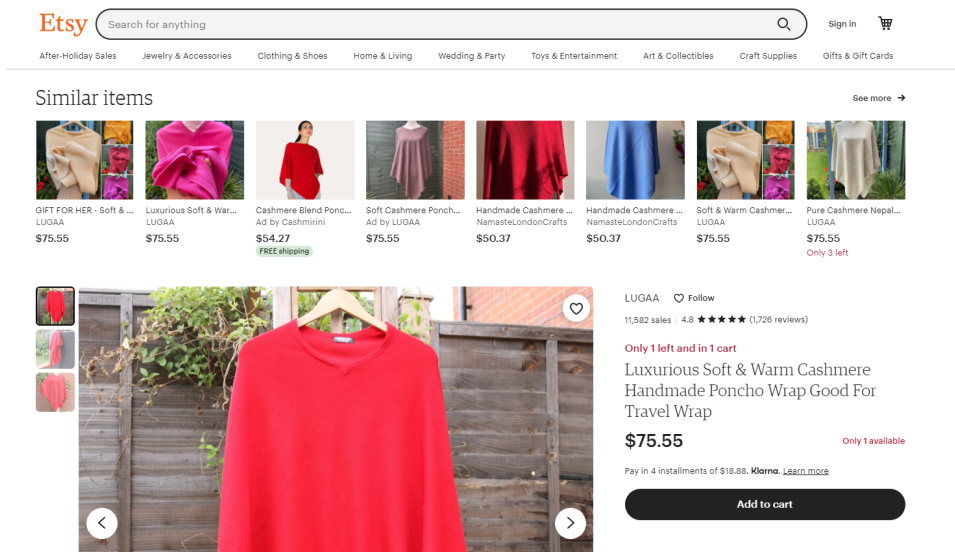 Etsy
Search for anything
Sign in
After-Holiday Sales
Jewelry & Accessories
Clothing & Shoes
Home & Living
Wedding & Party
Toys & Entertainment
Art & Collectibles
Craft Supplies
Gifts & Gift Cards
Similar items
See more
GIFT FOR HER - Soft & ...
LUGAA
$75.55
Luxurious Soft & War...
LUGAA
$75.55
Cashmere Blend Ponc...
Ad by Cashmirini
$54.27
FREE shipping
Soft Cashmere Ponch...
Ad by LUGAA
$75.55
Handmade Cashmere ...
NamasteLondonCrafts
$50.37
Handmade Cashmere ...
NamasteLondonCrafts
$50.37
Soft & Warm Cashmer...
LUGAA
$75.55
Pure Cashmere Nepal...
LUGAA
$75.55
Only 3 left
LUGAA
Follow
11,582 sales | 4.8 ★★★★★ (1,726 reviews)
Only 1 left and in 1 cart
Luxurious Soft & Warm Cashmere
Handmade Poncho Wrap Good For
Travel Wrap
$75.55
Only 1 available
Pay in 4 installments of $18.88. Klarna. Learn more
Add to cart